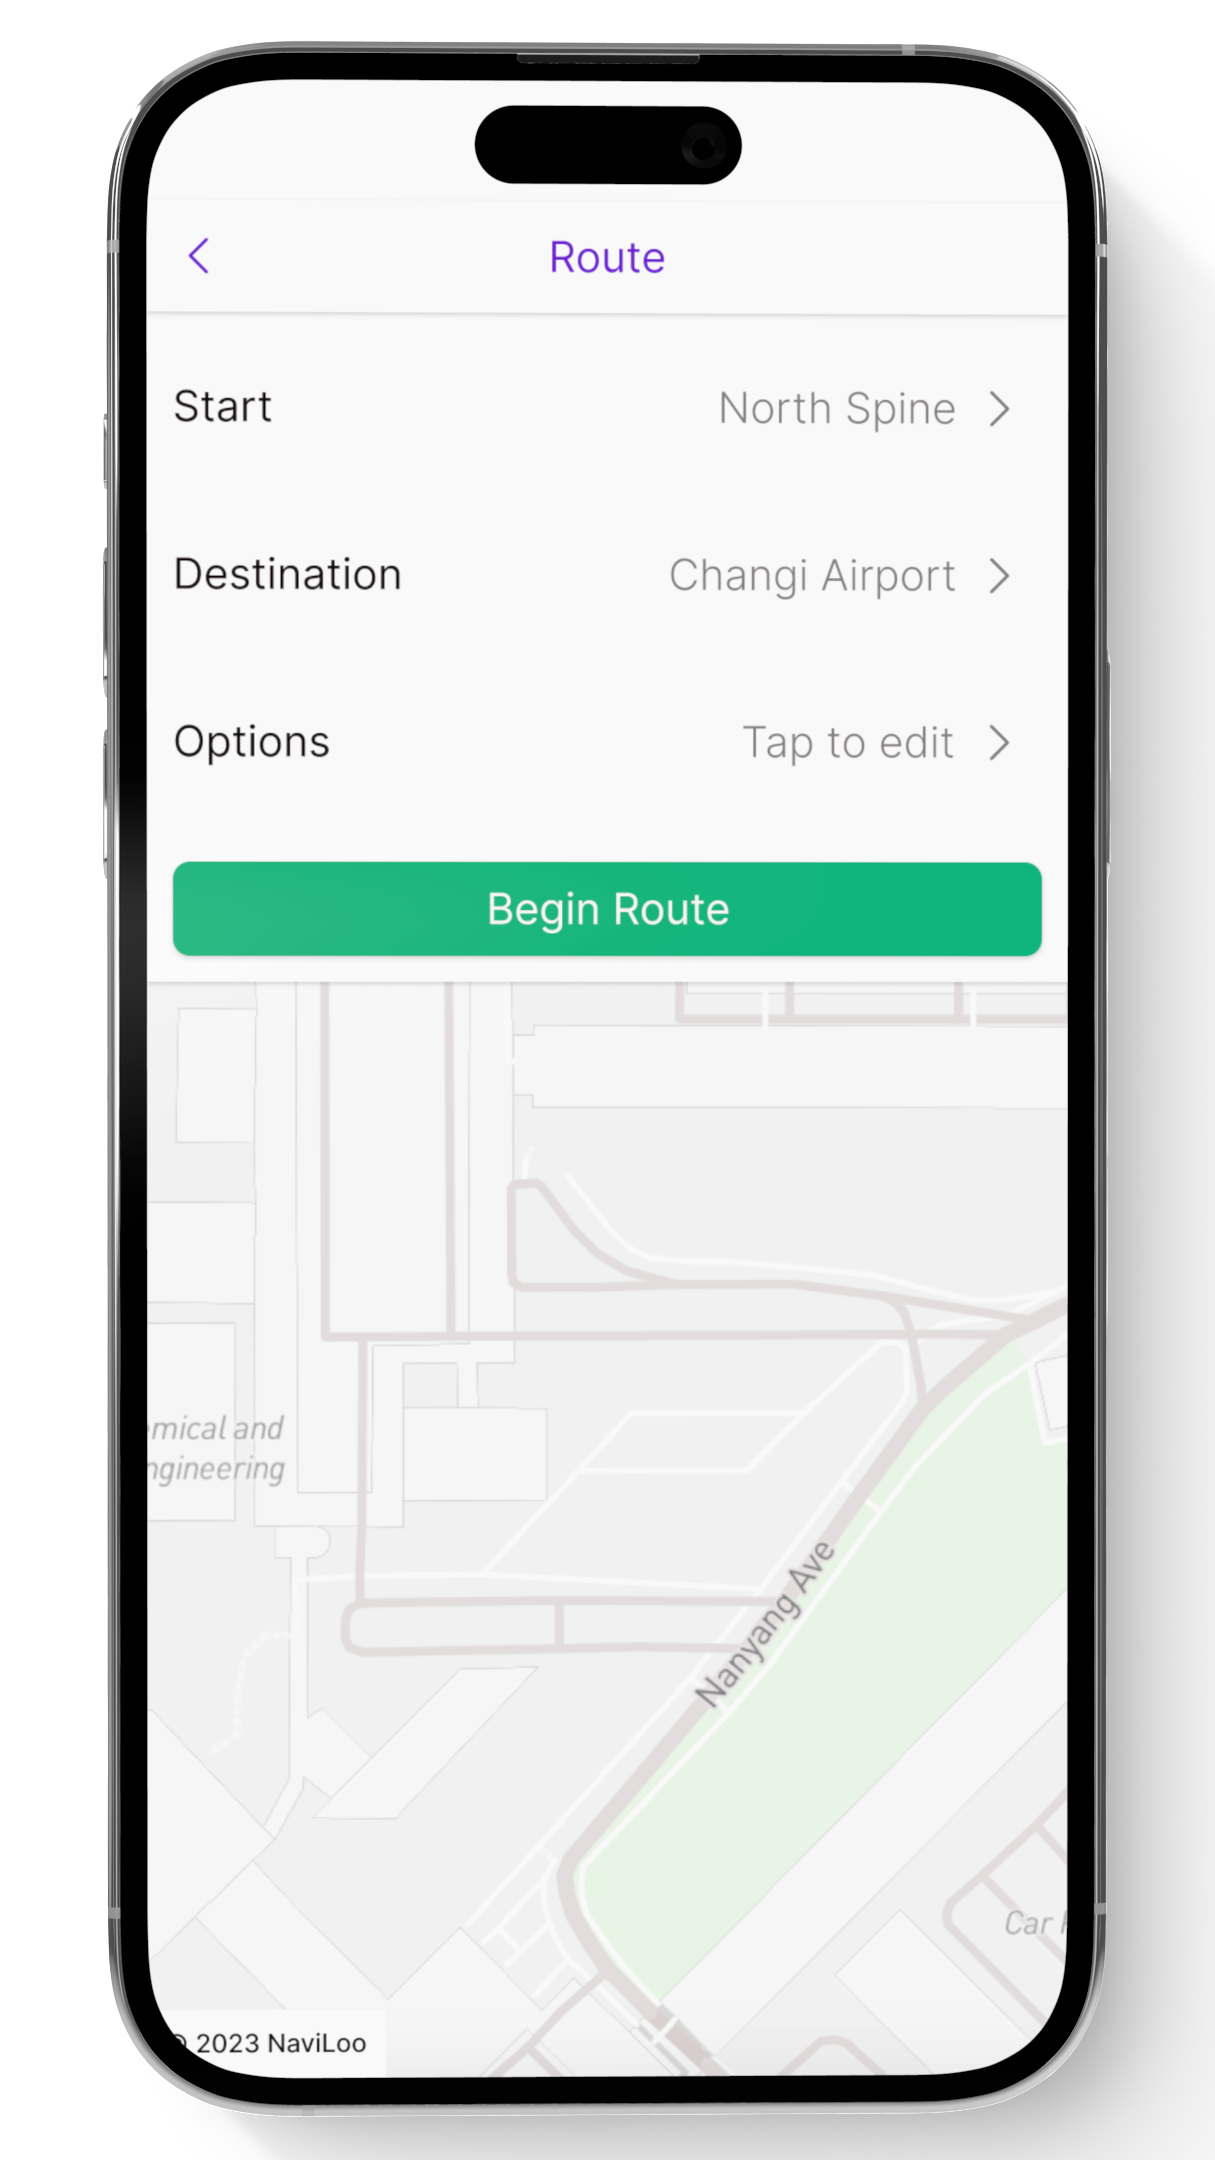 Route
Start
North Spine
Destination
Changi Airport
Options
Tap to edit
Begin Route
emical and
ngineering
Nanyang Ave
Car
© 2023 NaviLoo